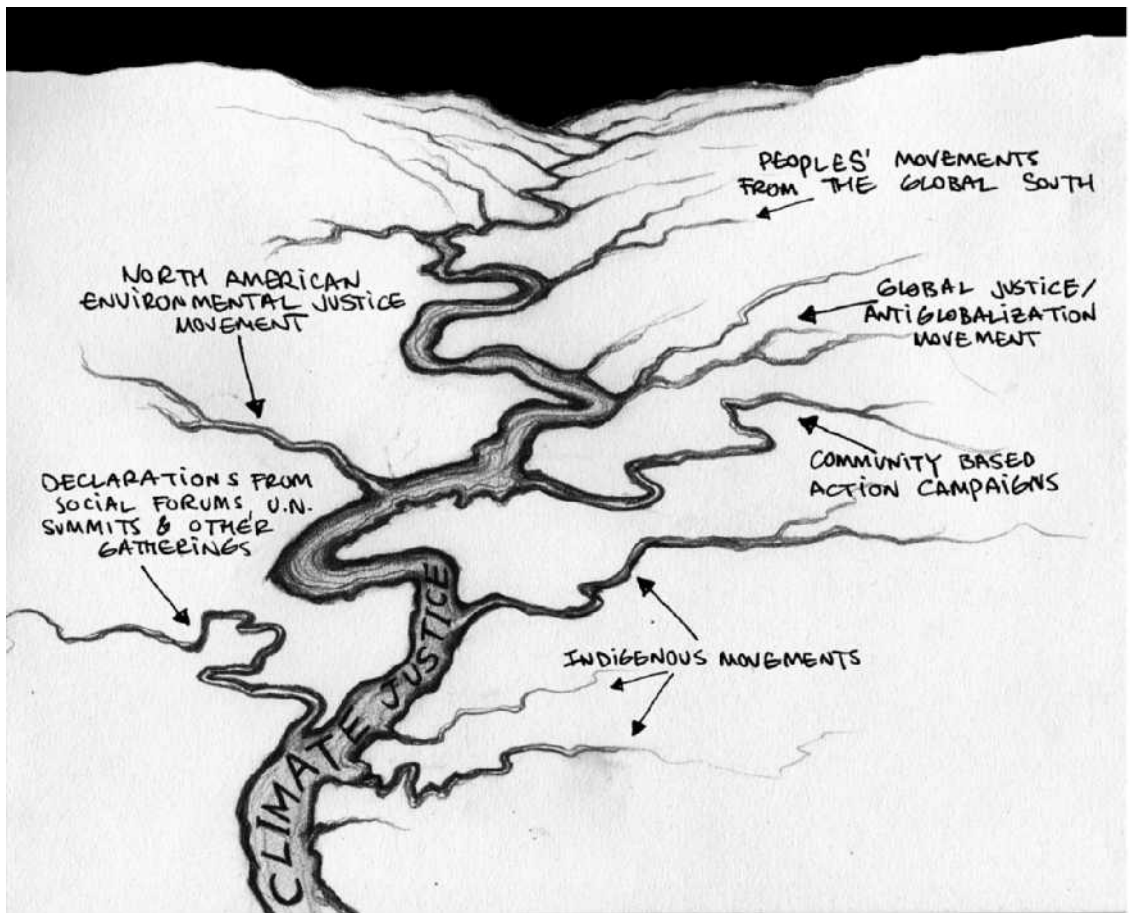 PEOPLES' MOVEMENTS
FROM THE GLOBAL SOUTH
NORTH AMERICAN
ENVIRONMENTAL JUSTICE
MOVEMENT
GLOBAL JUSTICE/
ANTIGLOBALIZATION
MOVEMENT
COMMUNITY BASED
ACTION CAMPAIGNS
DECLARATIONS FROM
SOCIAL FORUMS, U.N.
SUMMITS & OTHER
GATHERINGS
INDIGENOUS MOVEMENTS
CLIMATE JUSTICE